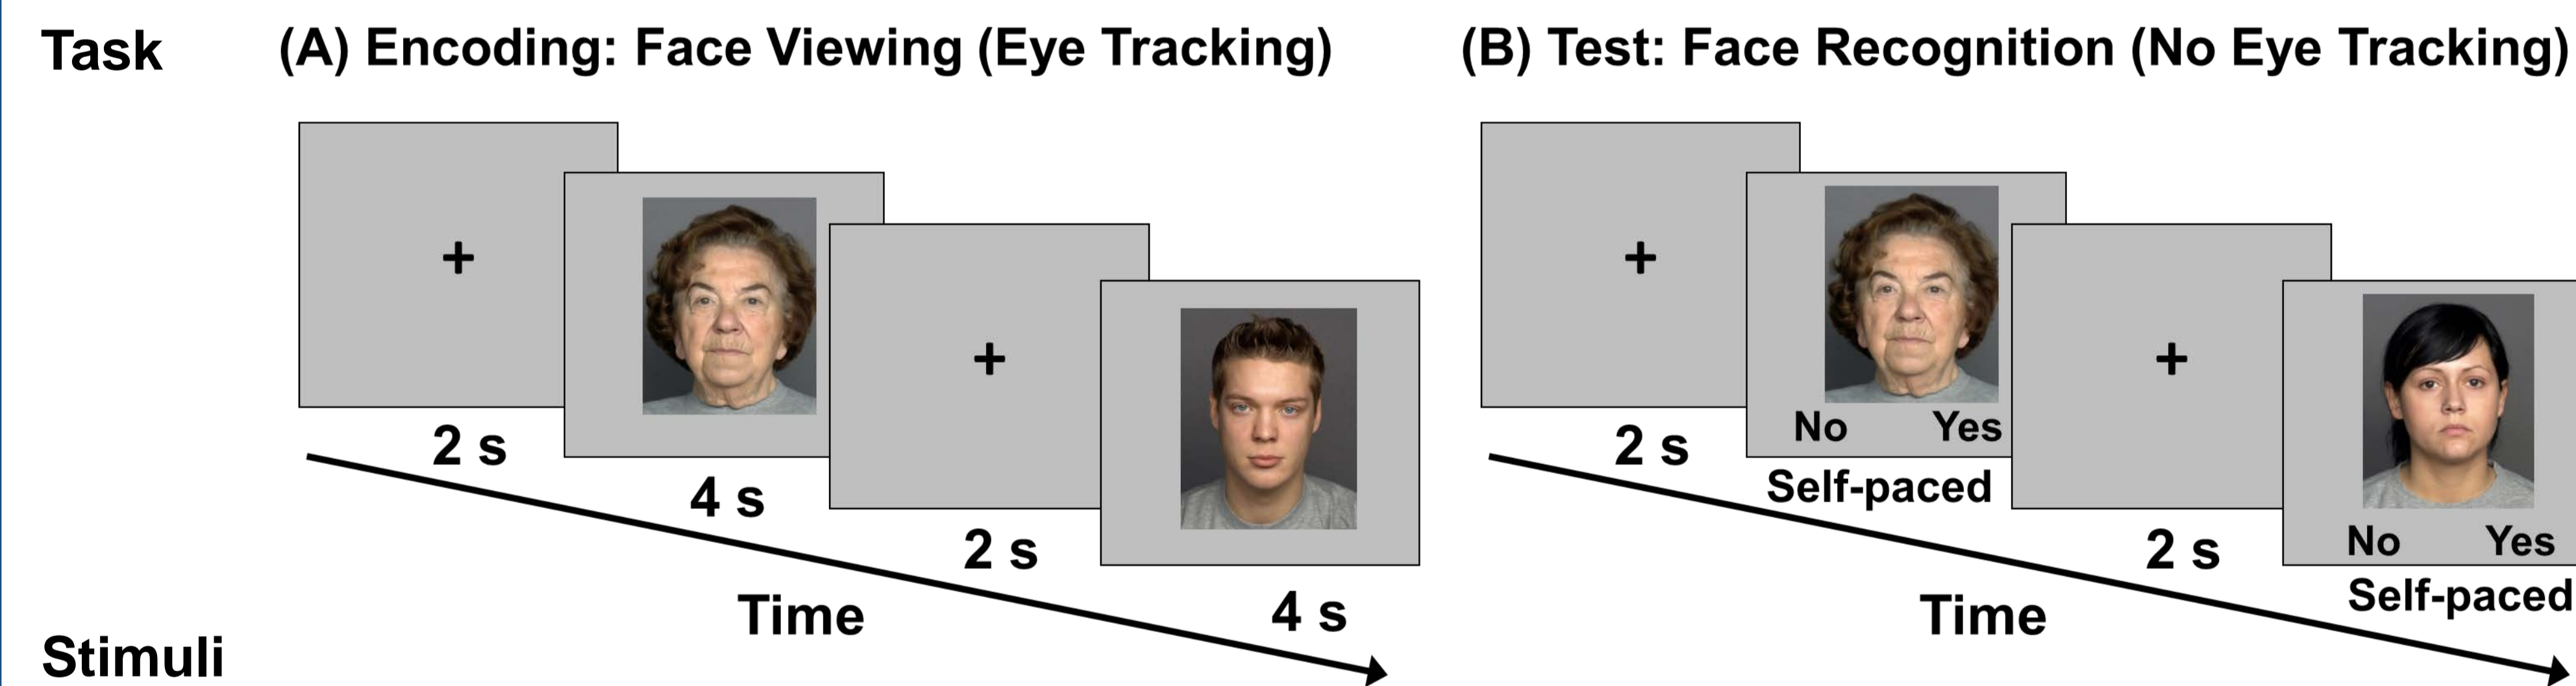 Task
(A) Encoding: Face Viewing (Eye Tracking)
+
2 s
4 s
+
2 s
4 s
Time
(B) Test: Face Recognition (No Eye Tracking)
+
2 s
No Yes
Self-paced
+
2 s
No Yes
Self-paced
Time
Stimuli